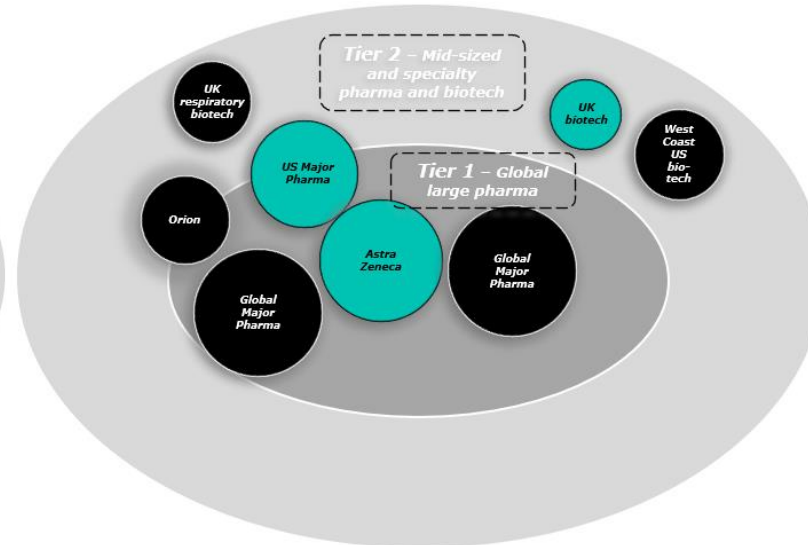 Tier 2 – Mid-sized
and specialty
pharma and biotech
UK
respiratory
biotech
UK
biotech
West
Coast
US
bio-
tech
US Major
Pharma
Tier 1 – Global
large pharma
Orion
Astra
Zeneca
Global
Major
Pharma
Global
Major
Pharma